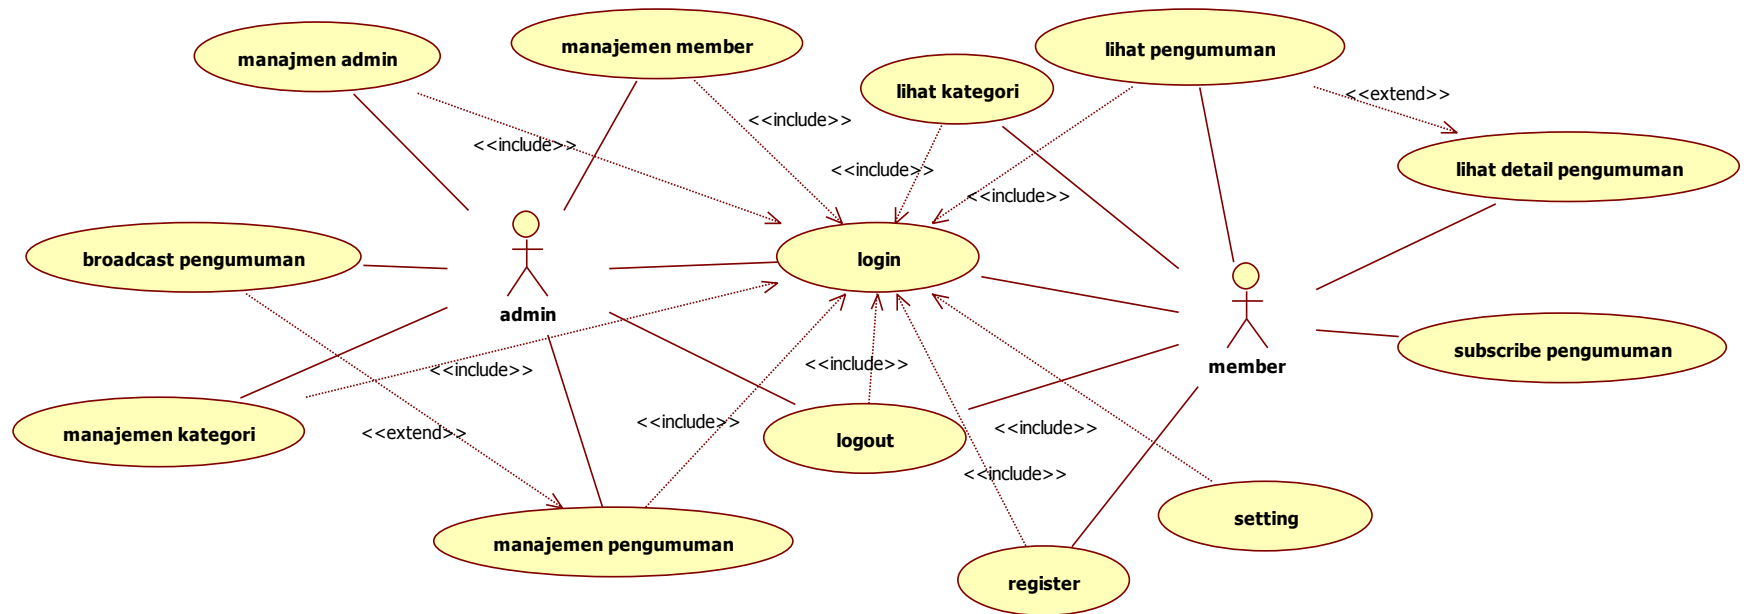 manajmen admin
manajemen member
lihat pengumuman
lihat kategori
<<extend>>
<<include>>
<<include>>
<<include>>
<<include>>
lihat detail pengumuman
broadcast pengumuman
login
admin
member
subscribe pengumuman
<<include>>
<<include>>
manajemen kategori
<<extend>>
<<include>>
<<include>>
logout
<<include>>
setting
manajemen pengumuman
register